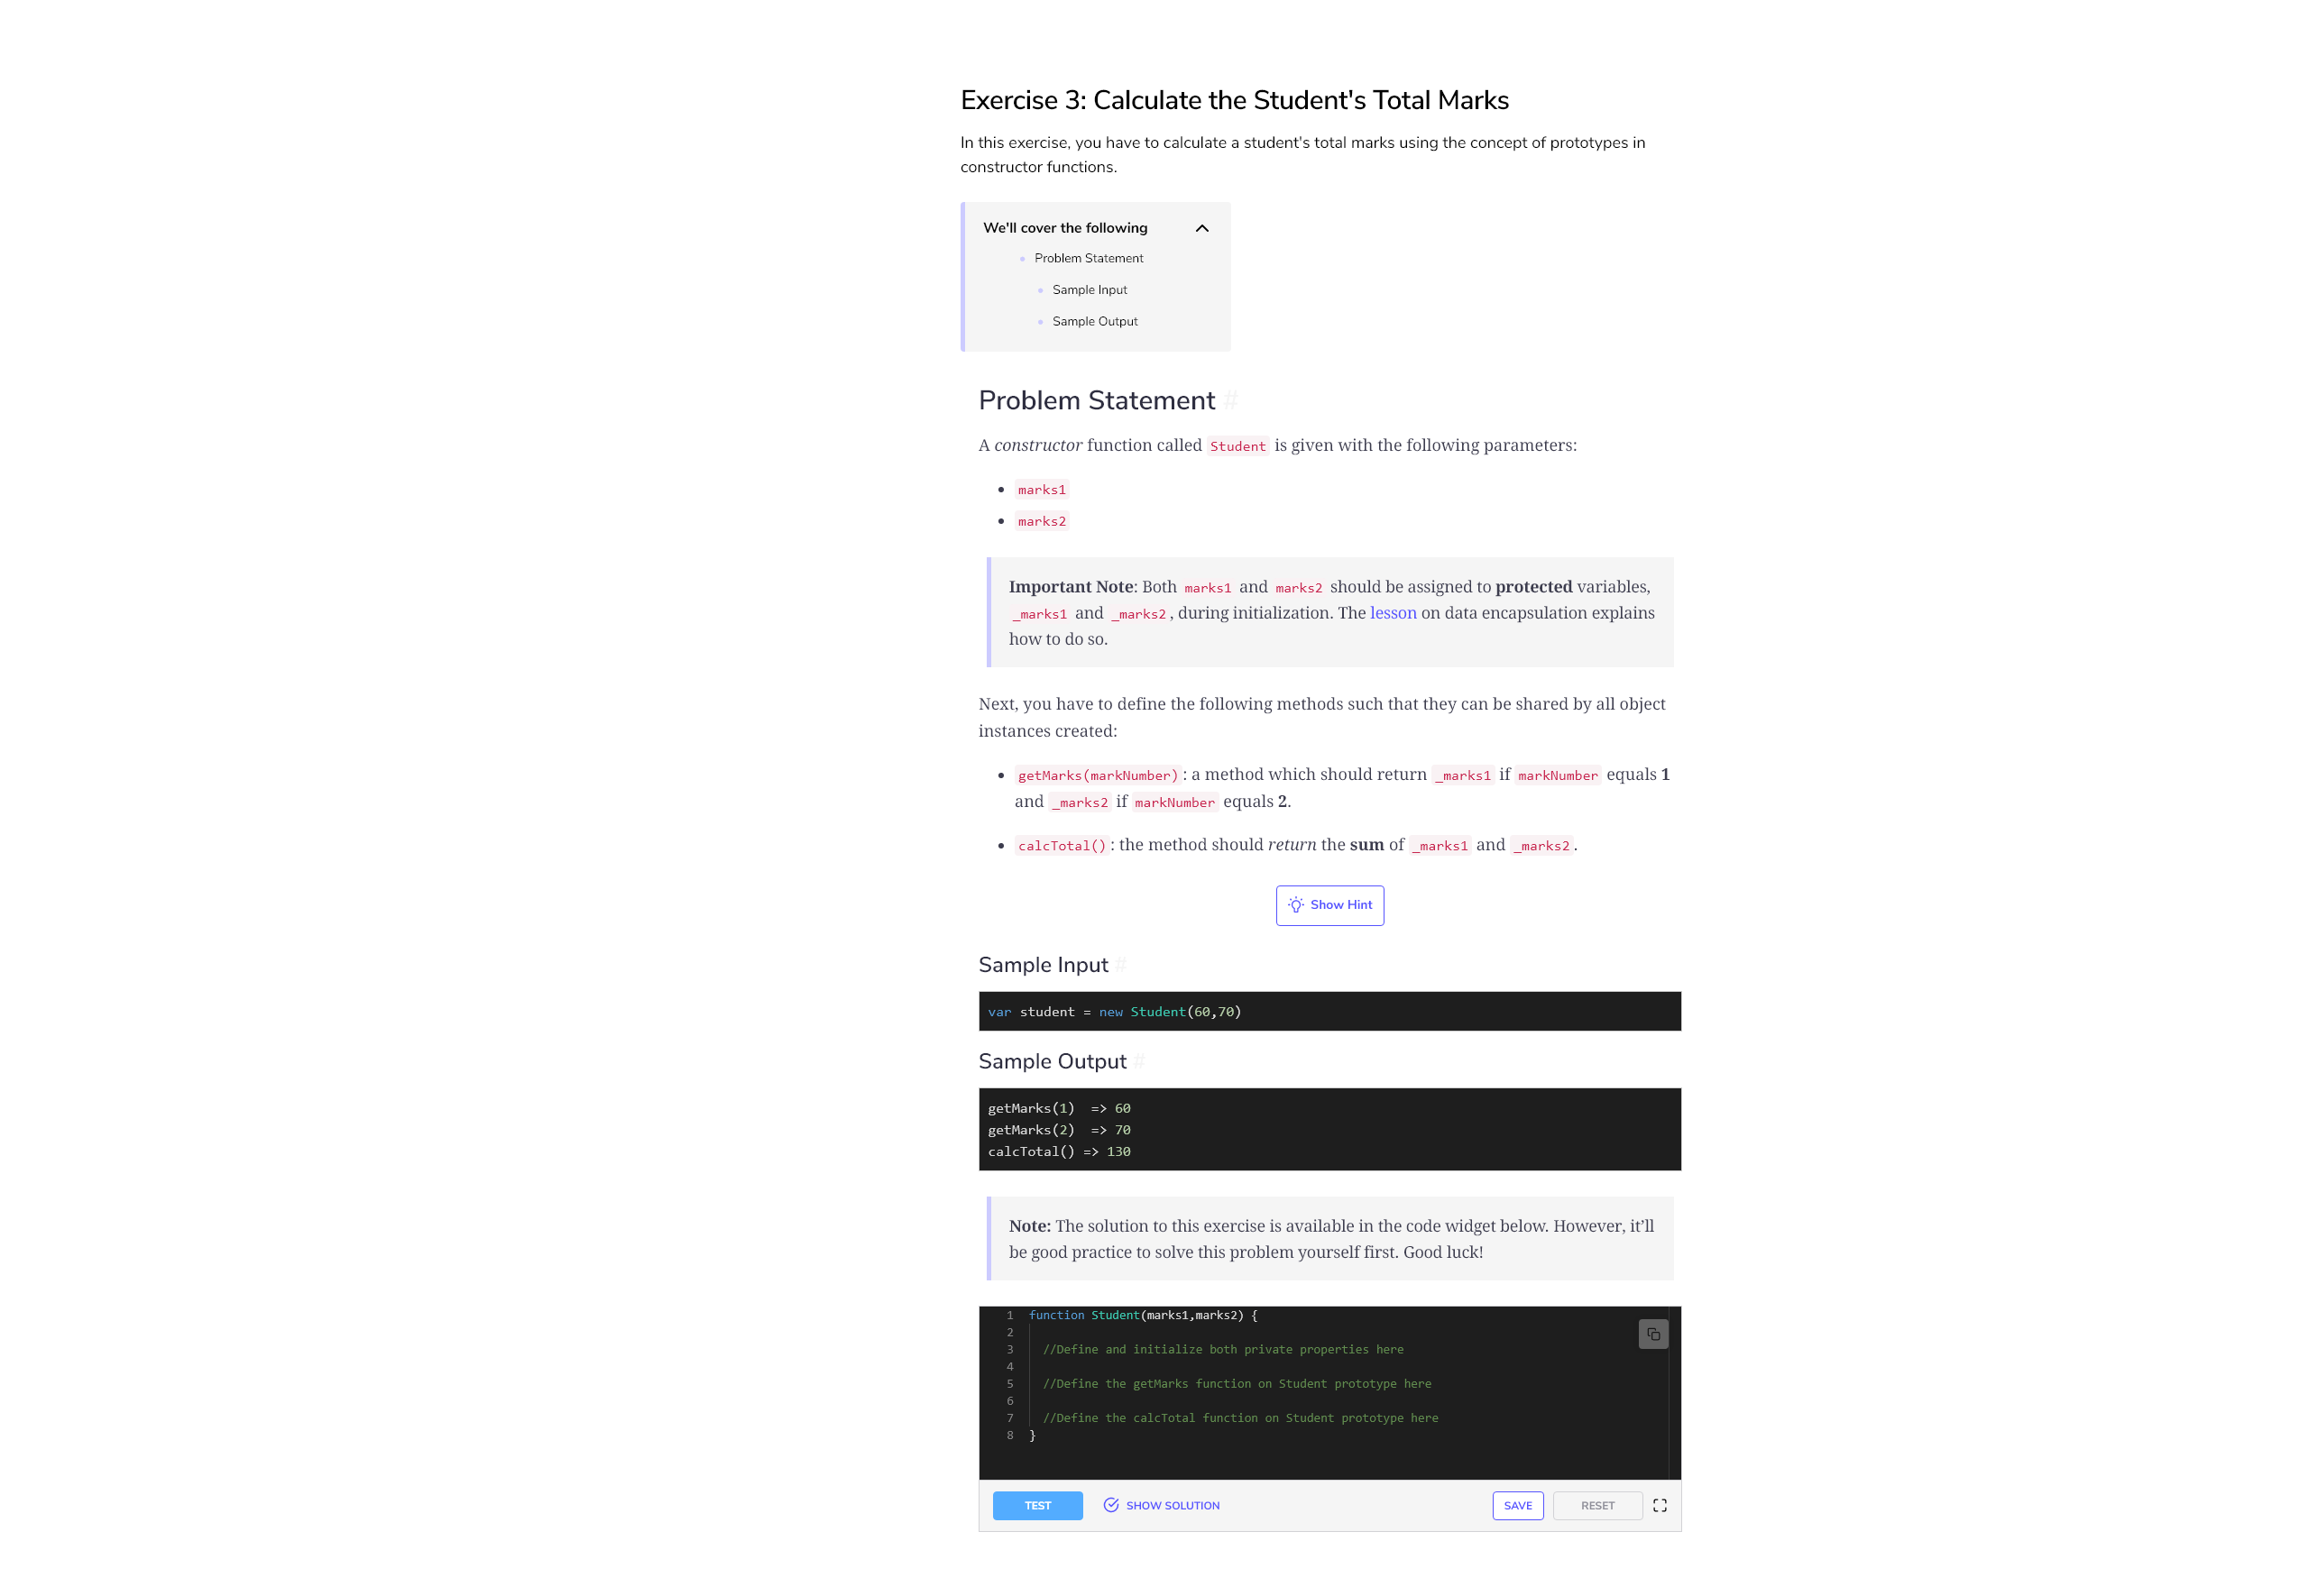 Exercise 3: Calculate the Student's Total Marks
In this exercise, you have to calculate a student's total marks using the concept of prototypes in
constructor functions.
We'll cover the following
Problem Statement
Sample Input
Sample Output
Problem Statement #
A constructor function called Student is given with the following parameters:
marks1
marks2
Important Note: Both marks1 and marks2 should be assigned to protected variables,
_marks1 and _marks2, during initialization. The lesson on data encapsulation explains
how to do so.
Next, you have to define the following methods such that they can be shared by all object
instances created:
getMarks(markNumber): a method which should return _marks1 if markNumber equals 1
and _marks2 if markNumber equals 2.
calcTotal(): the method should return the sum of _marks1 and _marks2.
Show Hint
Sample Input #
var student = new Student(60,70)
Sample Output #
getMarks(1)  => 60
getMarks(2)  => 70
calcTotal() => 130
Note: The solution to this exercise is available in the code widget below. However, it’ll
be good practice to solve this problem yourself first. Good luck!
1 function Student(marks1,marks2) {
2
3 //Define and initialize both private properties here
4
5 //Define the getMarks function on Student prototype here
6
7 //Define the calcTotal function on Student prototype here
8 }
TEST SHOW SOLUTION SAVE RESET